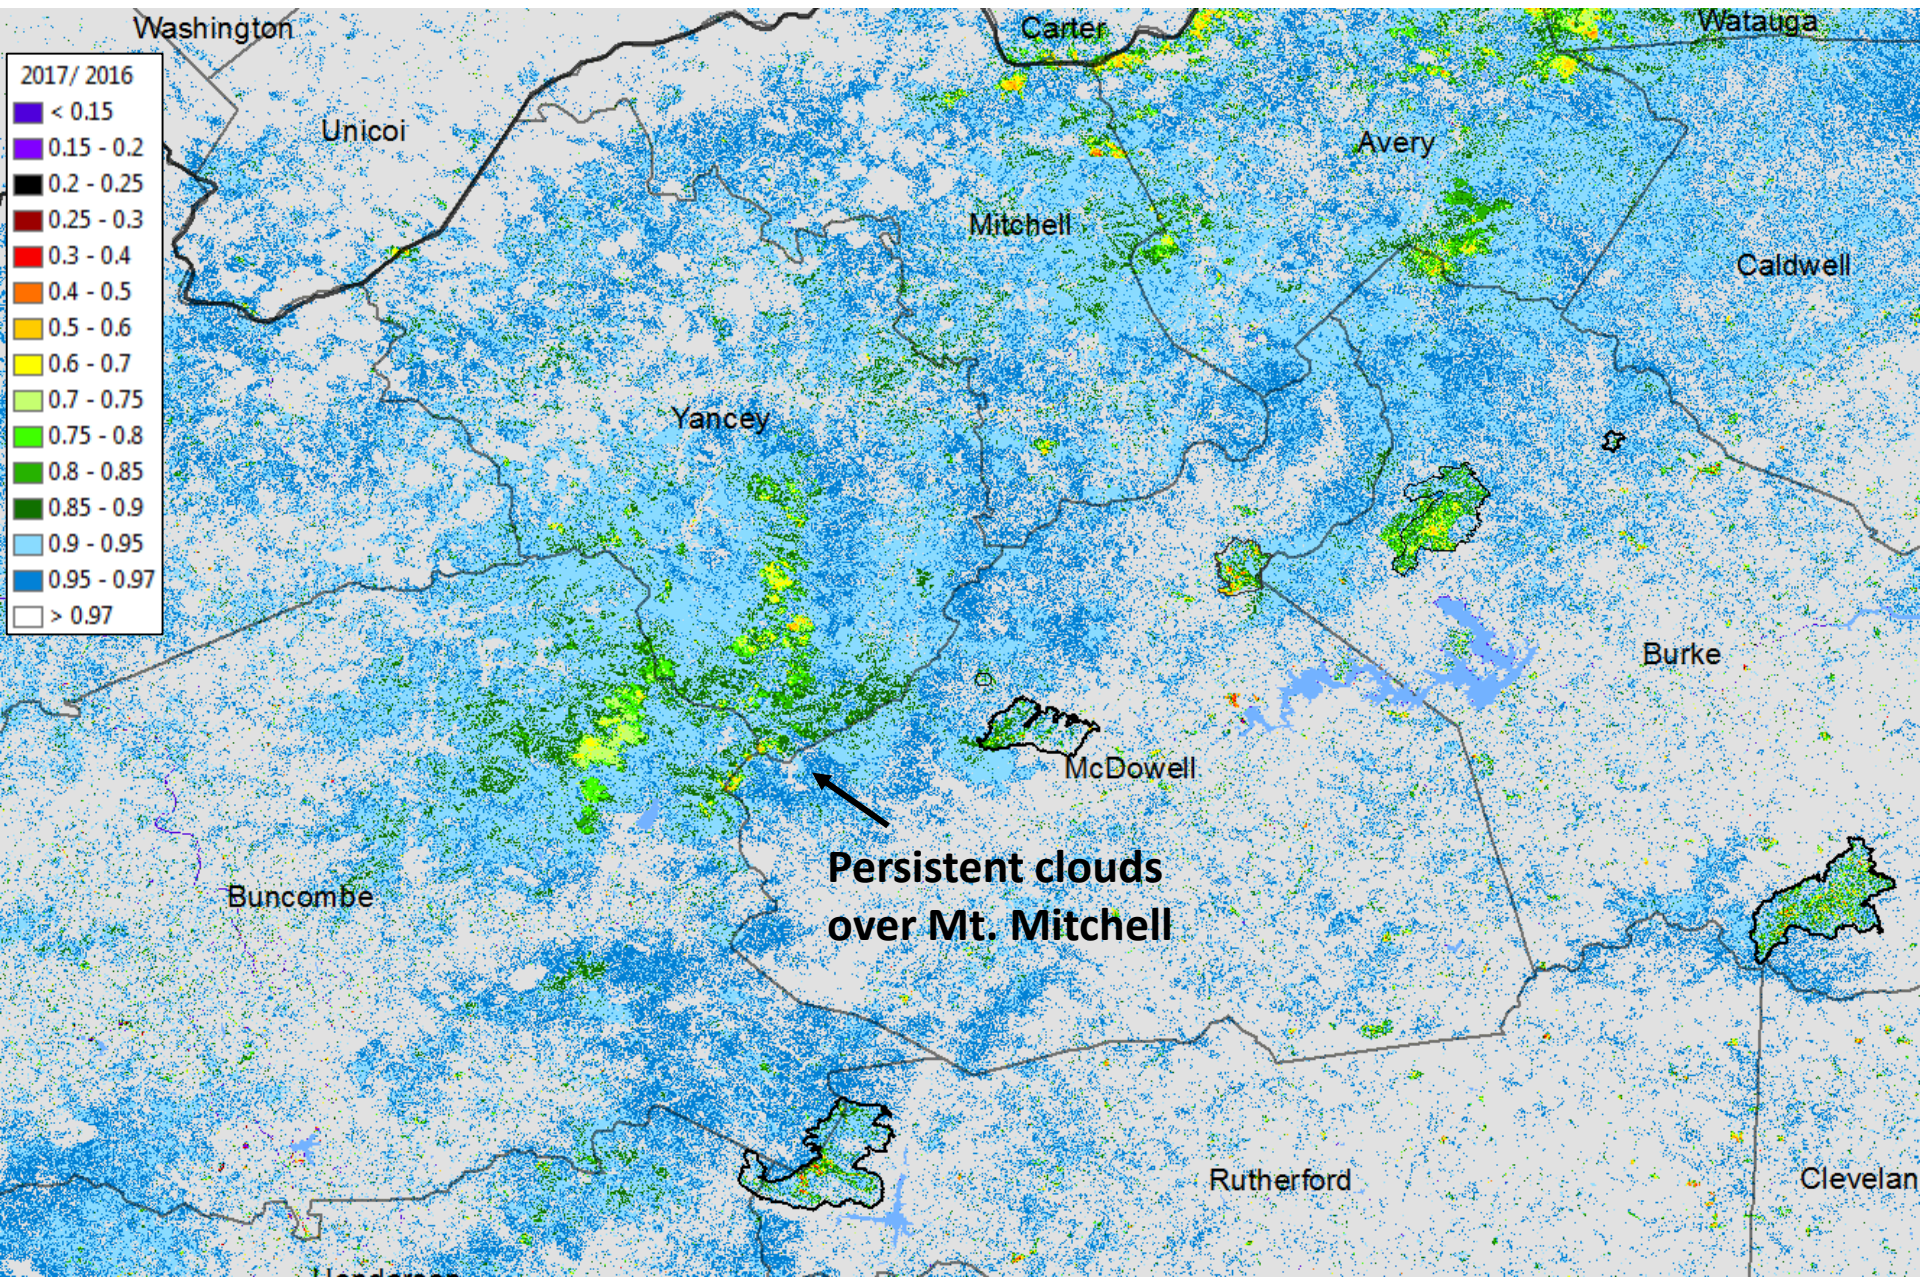 Washington
Carter
Watauga
2017/ 2016
< 0.15
0.15 - 0.2
0.2 - 0.25
0.25 - 0.3
0.3 - 0.4
0.4 - 0.5
0.5 - 0.6
0.6 - 0.7
0.7 - 0.75
0.75 - 0.8
0.8 - 0.85
0.85 - 0.9
0.9 - 0.95
0.95 - 0.97
> 0.97
Unicoi
Avery
Mitchell
Caldwell
Yancey
Burke
McDowell
Persistent clouds
over Mt. Mitchell
Buncombe
Rutherford
Clevelan
Henderson